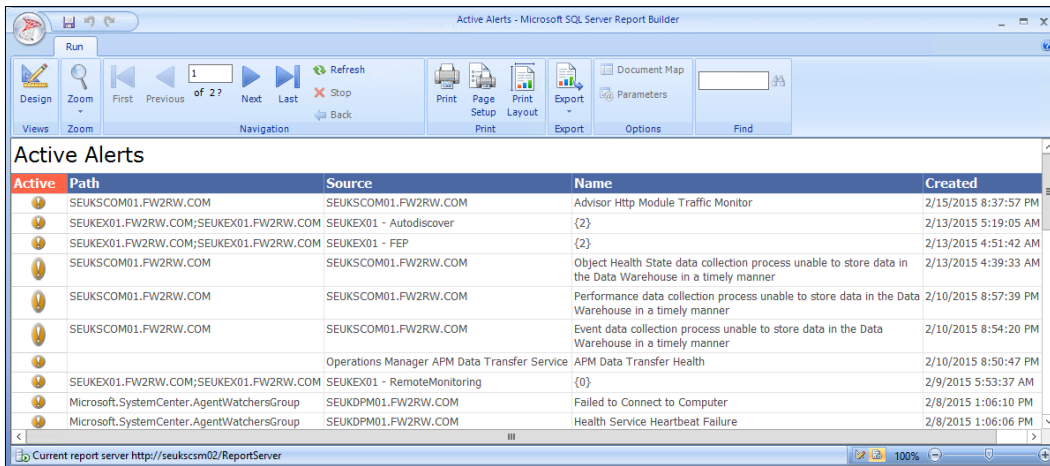 Active Alerts - Microsoft SQL Server Report Builder
Run
Design
Zoom
First
Previous
1
of 2?
Next
Last
Refresh
Stop
Back
Print
Page Setup
Print Layout
Export
Document Map
Parameters
Views
Zoom
Navigation
Print
Export
Options
Find
Active Alerts
Active Path Source Name Created
SEUKSCOM01.FW2RW.COM SEUKSCOM01.FW2RW.COM Advisor Http Module Traffic Monitor 2/15/2015 8:37:57 PM
SEUKEX01.FW2RW.COM;SEUKEX01.FW2RW.COM SEUKEX01 - Autodiscover {2} 2/13/2015 5:19:05 AM
SEUKEX01.FW2RW.COM;SEUKEX01.FW2RW.COM SEUKEX01 - FEP {2} 2/13/2015 4:51:42 AM
SEUKSCOM01.FW2RW.COM SEUKSCOM01.FW2RW.COM Object Health State data collection process unable to store data in 2/13/2015 4:39:33 AM
the Data Warehouse in a timely manner
SEUKSCOM01.FW2RW.COM SEUKSCOM01.FW2RW.COM Performance data collection process unable to store data in the Data 2/10/2015 8:57:39 PM
Warehouse in a timely manner
SEUKSCOM01.FW2RW.COM SEUKSCOM01.FW2RW.COM Event data collection process unable to store data in the Data 2/10/2015 8:54:20 PM
Warehouse in a timely manner
Operations Manager APM Data Transfer Service APM Data Transfer Health 2/10/2015 8:50:47 PM
SEUKEX01.FW2RW.COM;SEUKEX01.FW2RW.COM SEUKEX01 - RemoteMonitoring {0} 2/9/2015 5:53:37 AM
Microsoft.SystemCenter.AgentWatchersGroup SEUKDPM01.FW2RW.COM Failed to Connect to Computer 2/8/2015 1:06:10 PM
Microsoft.SystemCenter.AgentWatchersGroup SEUKDPM01.FW2RW.COM Health Service Heartbeat Failure 2/8/2015 1:06:06 PM
Current report server http://seukscsm02/ReportServer
100%